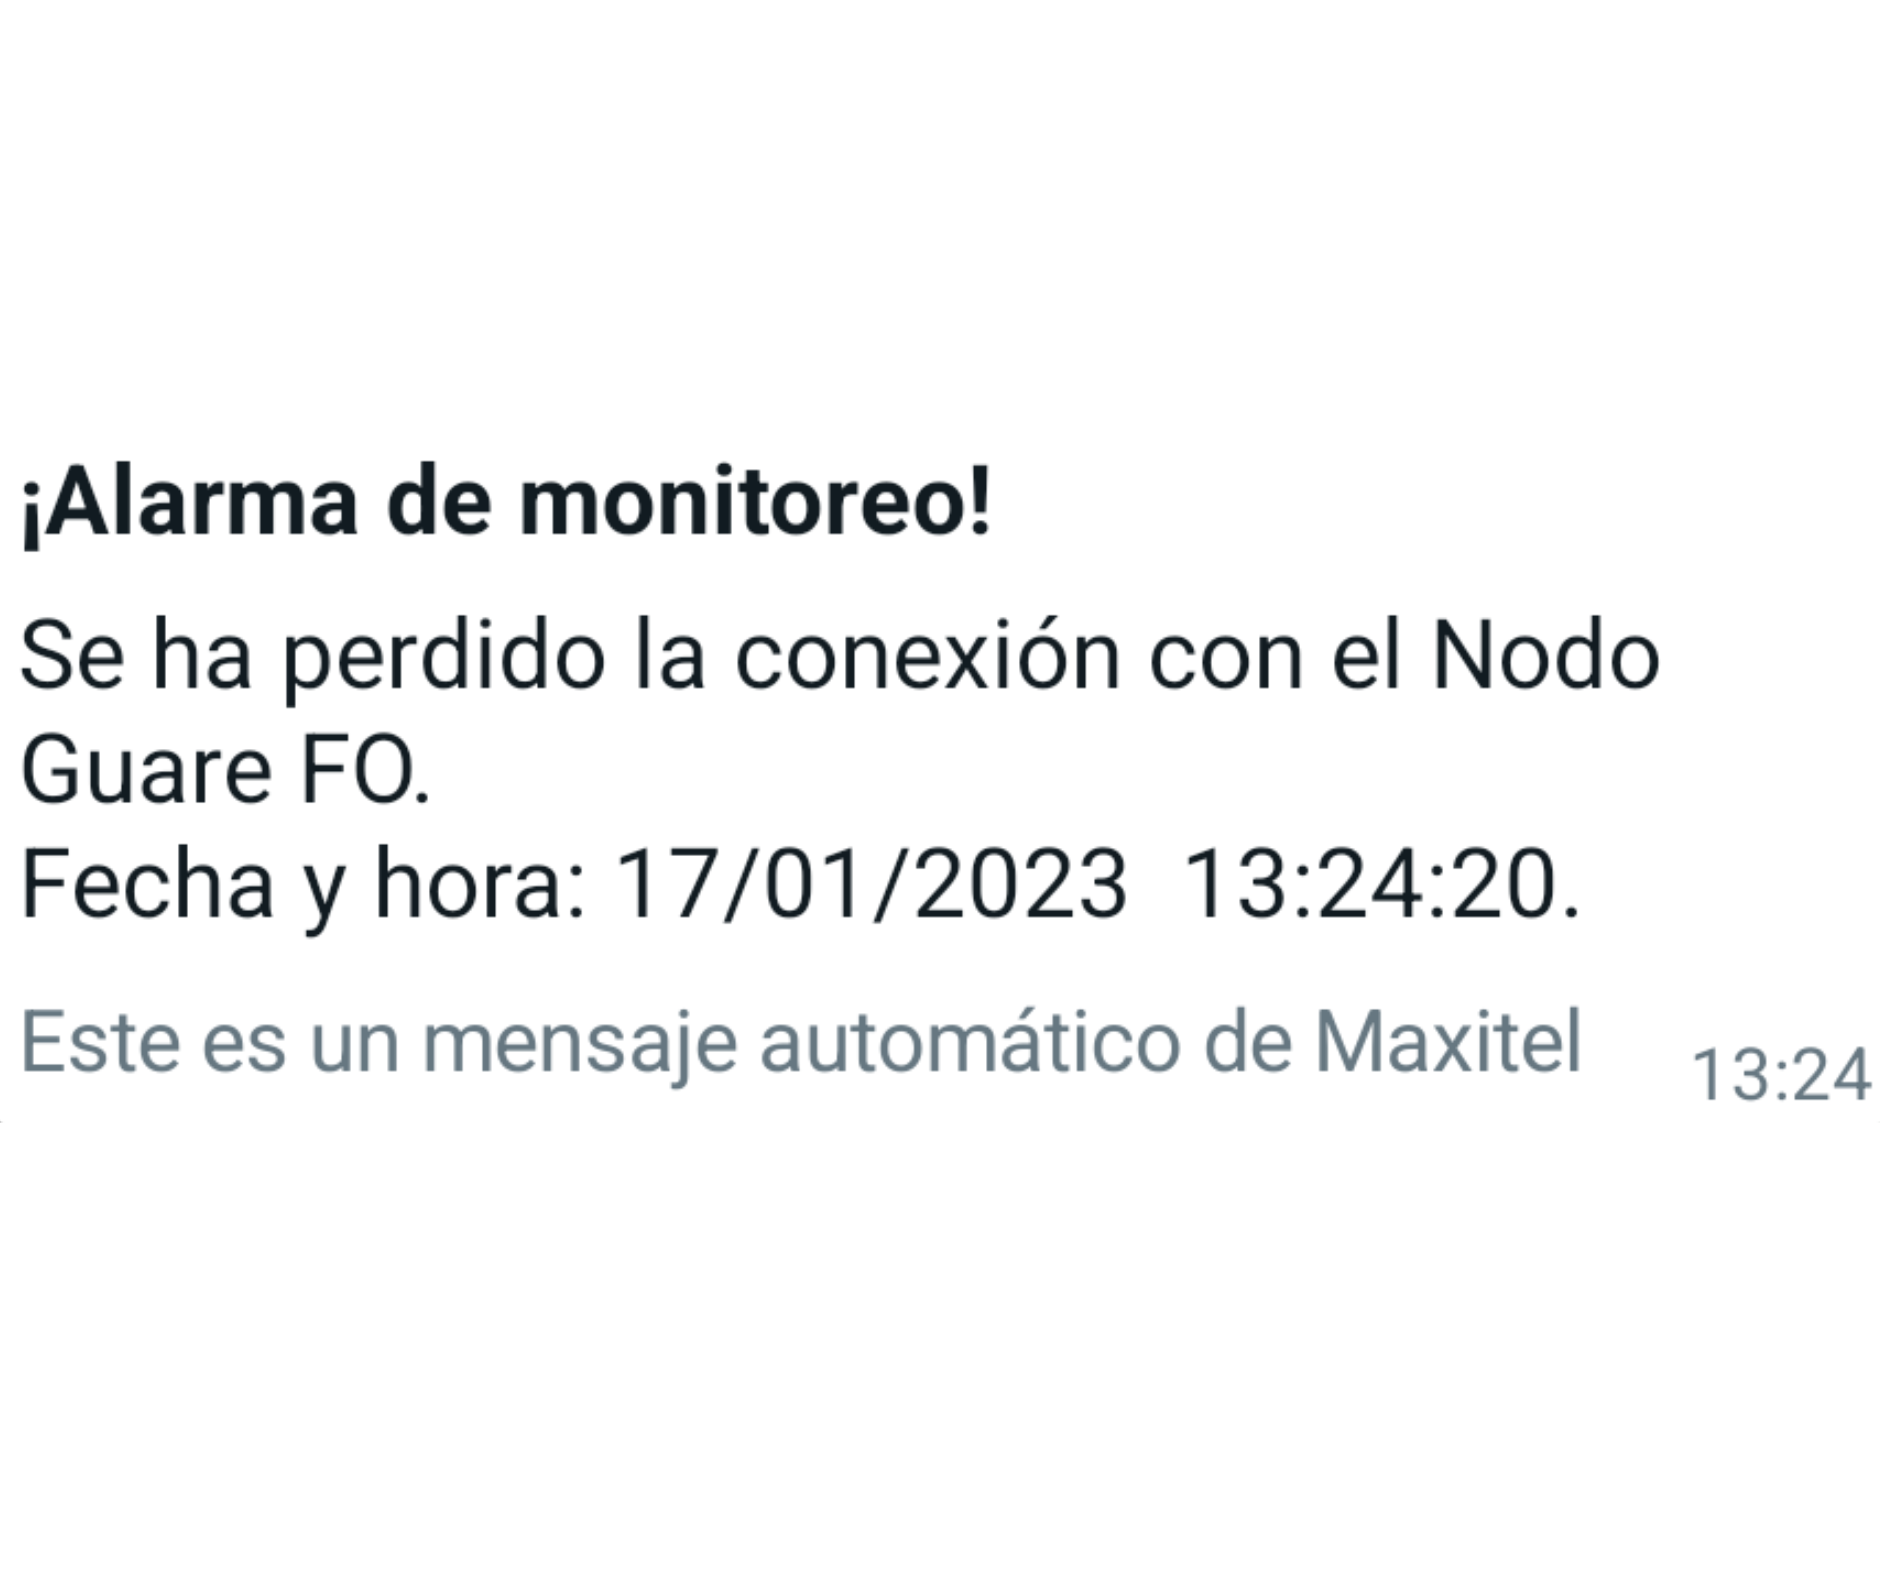 ¡Alarma de monitoreo!
Se ha perdido la conexión con el Nodo
Guare FO.
Fecha y hora: 17/01/2023  13:24:20.
Este es un mensaje automático de Maxitel
13:24